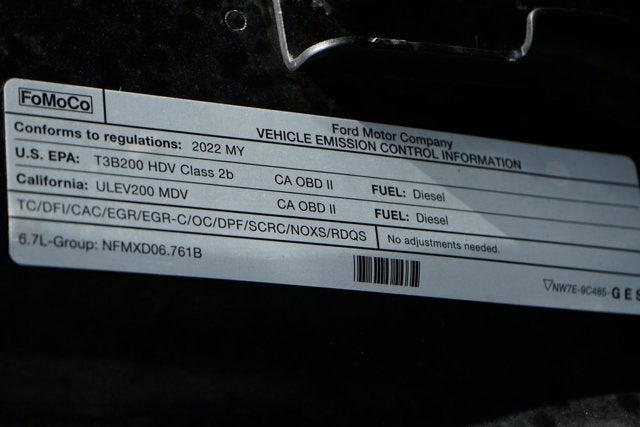 FoMoCo
Ford Motor Company
VEHICLE EMISSION CONTROL INFORMATION
Conforms to regulations: 2022 MY
U.S. EPA: T3B200 HDV Class 2b CA OBD II FUEL: Diesel
California: ULEV200 MDV CA OBD II FUEL: Diesel
TC/DFI/CAC/EGR/EGR-C/OC/DPF/SCRC/NOXS/RDQS No adjustments needed.
6.7L-Group: NFMXD06.761B
NW7E-9C485- GES